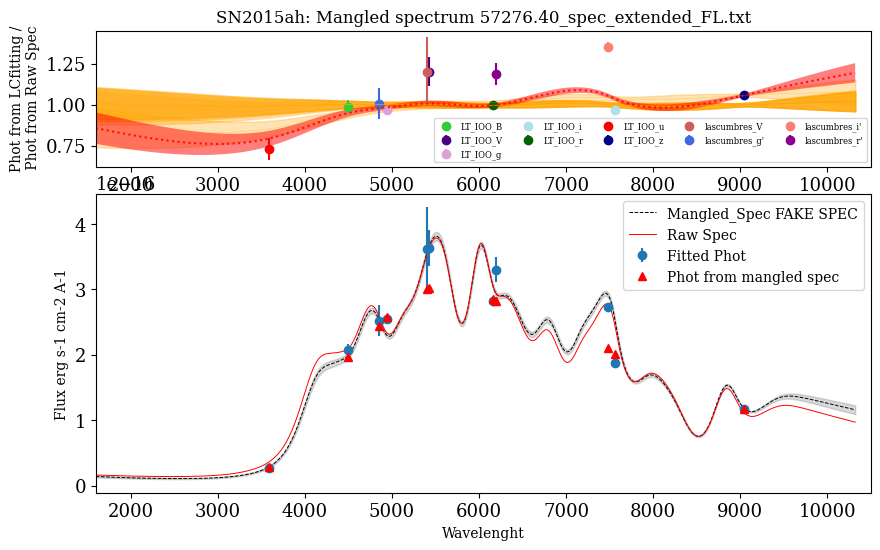 SN2015ah: Mangled spectrum 57276.40_spec_extended_FL.txt
Phot from LCfitting /
Phot from Raw Spec
1.25
1.00
0.75
LT_IOO_B
LT_IOO_V
LT_IOO_g
LT_IOO_i
LT_IOO_r
LT_IOO_u
LT_IOO_z
lascumbres_V
lascumbres_g'
lascumbres_i'
lascumbres_r'
2000 3000 4000 5000 6000 7000 8000 9000 10000
1e−16
Flux erg s-1 cm-2 A-1
4
3
2
1
0
Mangled_Spec FAKE SPEC
Raw Spec
Fitted Phot
Phot from mangled spec
2000 3000 4000 5000 6000 7000 8000 9000 10000
Wavelenght